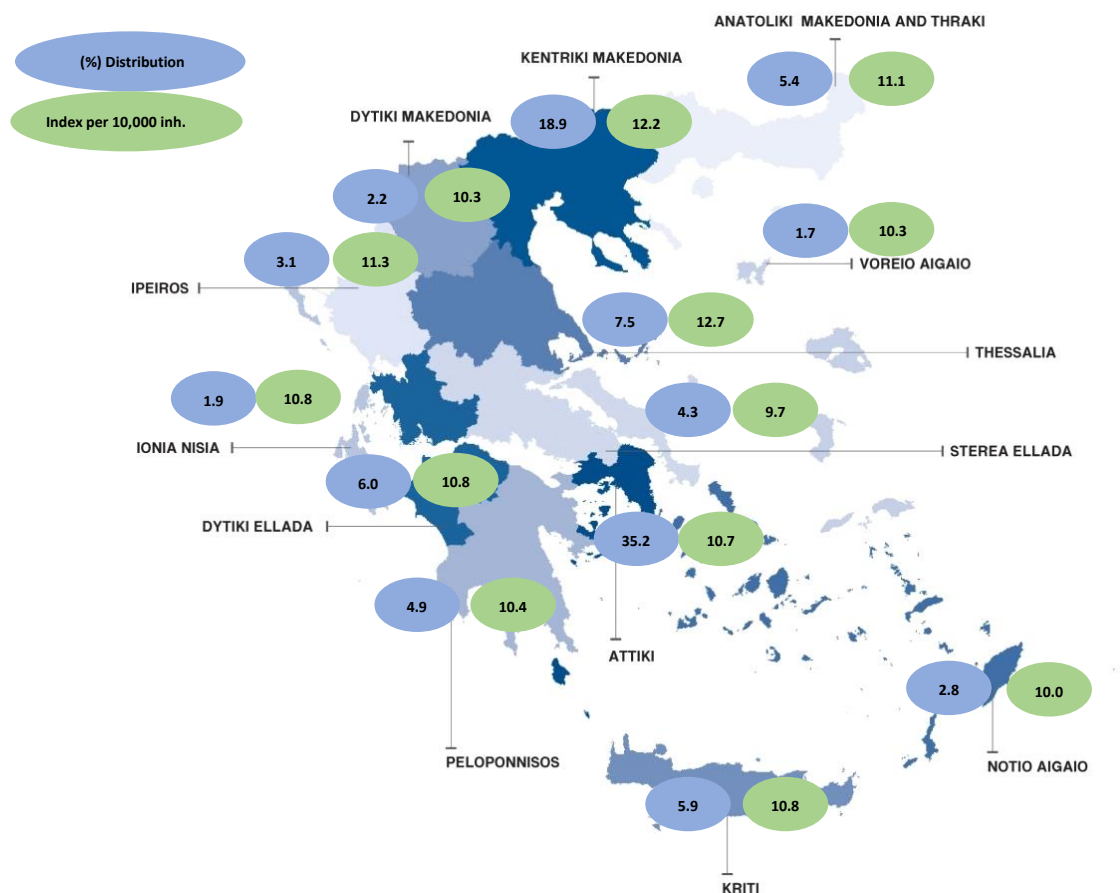 ANATOLIKI MAKEDONIA AND THRAKI
(%) Distribution
KENTRIKI MAKEDONIA
5.4 11.1
Index per 10,000 inh.
DYTIKI MAKEDONIA
18.9 12.2
2.2 10.3
1.7 10.3
3.1 11.3
VOREIO AIGAIO
IPEIROS
7.5 12.7
THESSALIA
1.9 10.8
4.3 9.7
IONIA NISIA
STEREA ELLADA
6.0 10.8
DYTIKI ELLADA
35.2 10.7
4.9 10.4
ATTIKI
2.8 10.0
PELOPONNISOS
NOTIO AIGAIO
5.9 10.8
KRITI